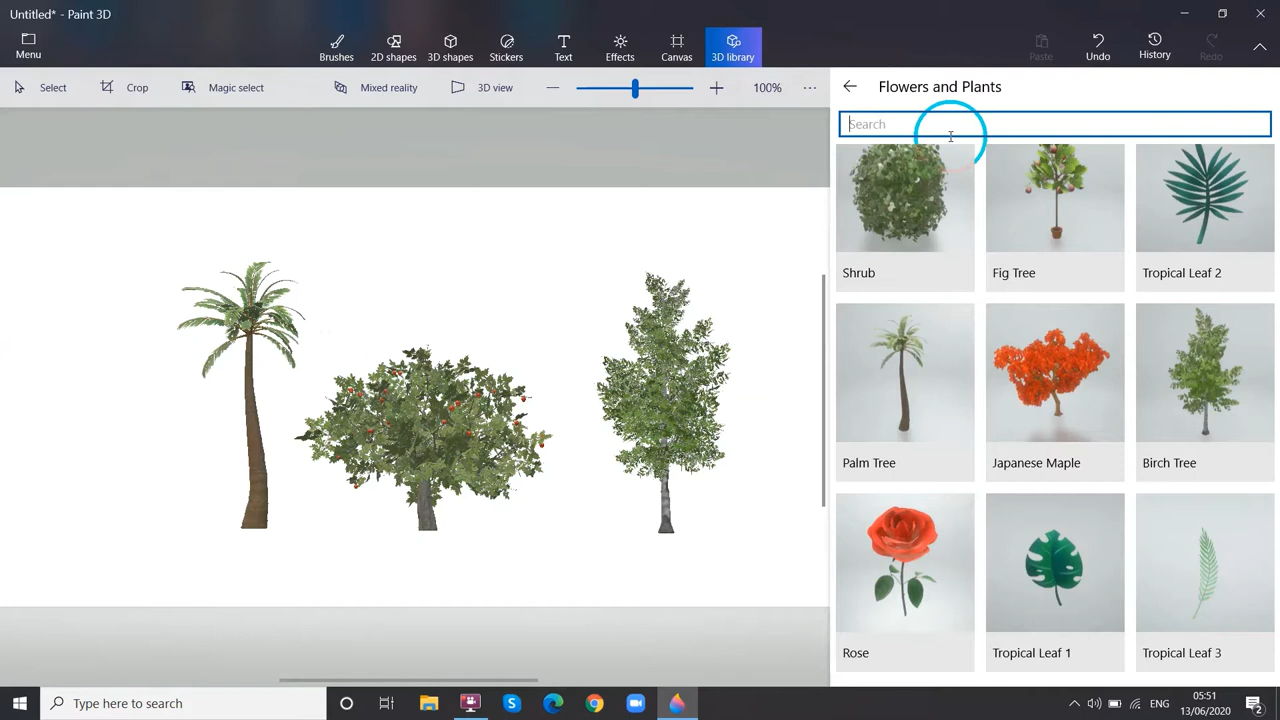 Untitled* - Paint 3D
Menu
Brushes
2D shapes
3D shapes
Stickers
Text
Effects
Canvas
3D library
Paste
Undo
History
Redo
Select
Crop
Magic select
Mixed reality
3D view
100%
Flowers and Plants
Search
Shrub
Fig Tree
Tropical Leaf 2
Palm Tree
Japanese Maple
Birch Tree
Rose
Tropical Leaf 1
Tropical Leaf 3
Type here to search
ENG
05:51
13/06/2020
2